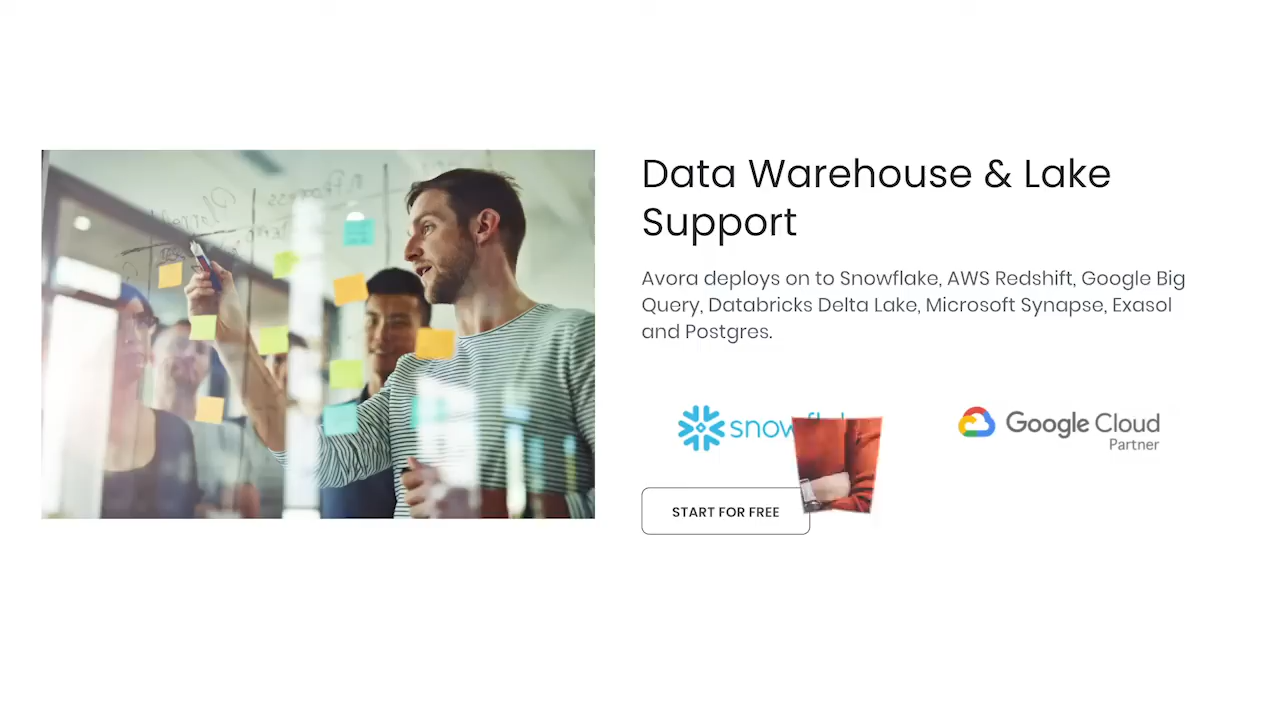 Data Warehouse & Lake
Support
Avora deploys on to Snowflake, AWS Redshift, Google Big
Query, Databricks Delta Lake, Microsoft Synapse, Exasol
and Postgres.
Google Cloud
Partner
START FOR FREE